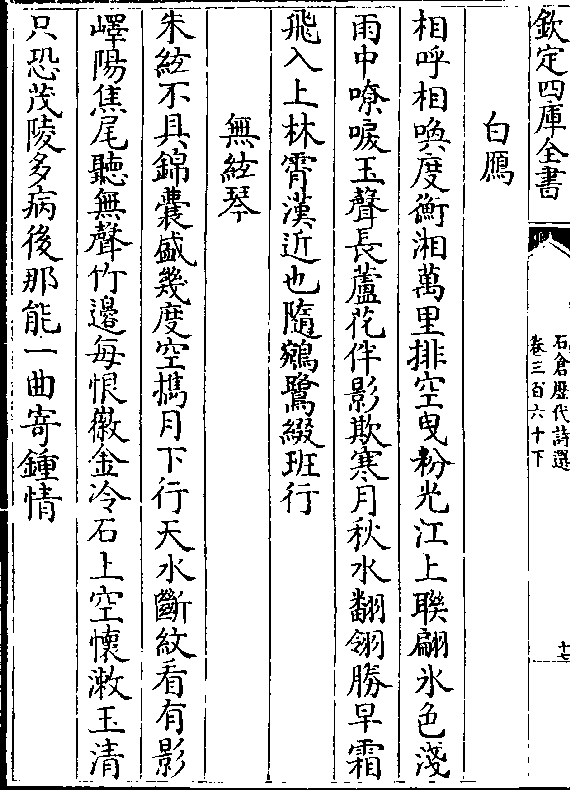 欽定四庫全書
石倉歷代詩選
卷三百六十下
十七
白鴈
相呼相喚度衡湘萬里排空曳粉光江上聯翩氷色淺
雨中嘹唳玉聲長蘆花伴影欺寒月秋水翻翎勝早霜
飛入上林霄漢近也隨鵷鷺綴班行
無絃琴
朱絃不具錦囊盛幾度空擕月下行天水斷紋看有影
嶧陽焦尾聽無聲竹邊每恨徽金冷石上空懷漱玉清
只恐茂陵多病後那能一曲寄鍾情